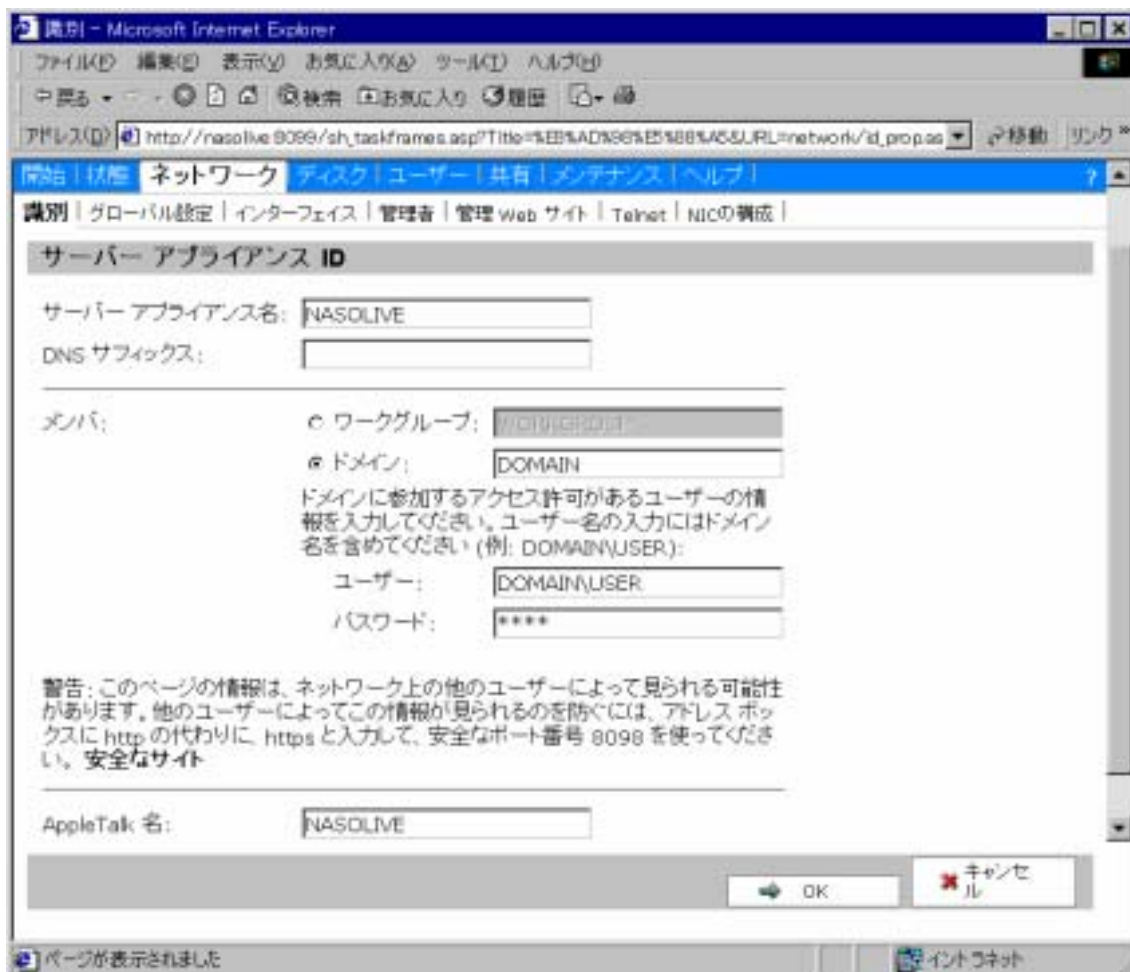 識別 - Microsoft Internet Explorer
ファイル(F) 編集(E) 表示(V) お気に入り(A) ツール(T) ヘルプ(H)
戻る 検索 お気に入り 履歴
アドレス(D) http://nasolive:8099/sh_taskframes.asp?Title=%E8%AD%98%E5%88%A5&URL=network/id_prop.as 移動 リンク »
開始 | 状態 | ネットワーク | ディスク | ユーザー | 共有 | メンテナンス | ヘルプ | ?
識別 | グローバル設定 | インターフェイス | 管理者 | 管理 Web サイト | Telnet | NICの構成 |
サーバー アプライアンス ID
サーバー アプライアンス名: NASOLIVE
DNS サフィックス:
メンバ: ワークグループ: WORKGROUP
ドメイン: DOMAIN
ドメインに参加するアクセス許可があるユーザーの情
報を入力してください。ユーザー名の入力にはドメイン
名を含めてください (例: DOMAIN\USER):
ユーザー: DOMAIN\USER
パスワード: ****
警告: このページの情報は、ネットワーク上の他のユーザーによって見られる可能性
があります。他のユーザーによってこの情報が見られるのを防ぐには、アドレス ボッ
クスに http の代わりに、https と入力して、安全なポート番号 8098 を使ってくださ
い。 安全なサイト
AppleTalk 名: NASOLIVE
OK
キャンセ
ル
ページが表示されました イントラネット